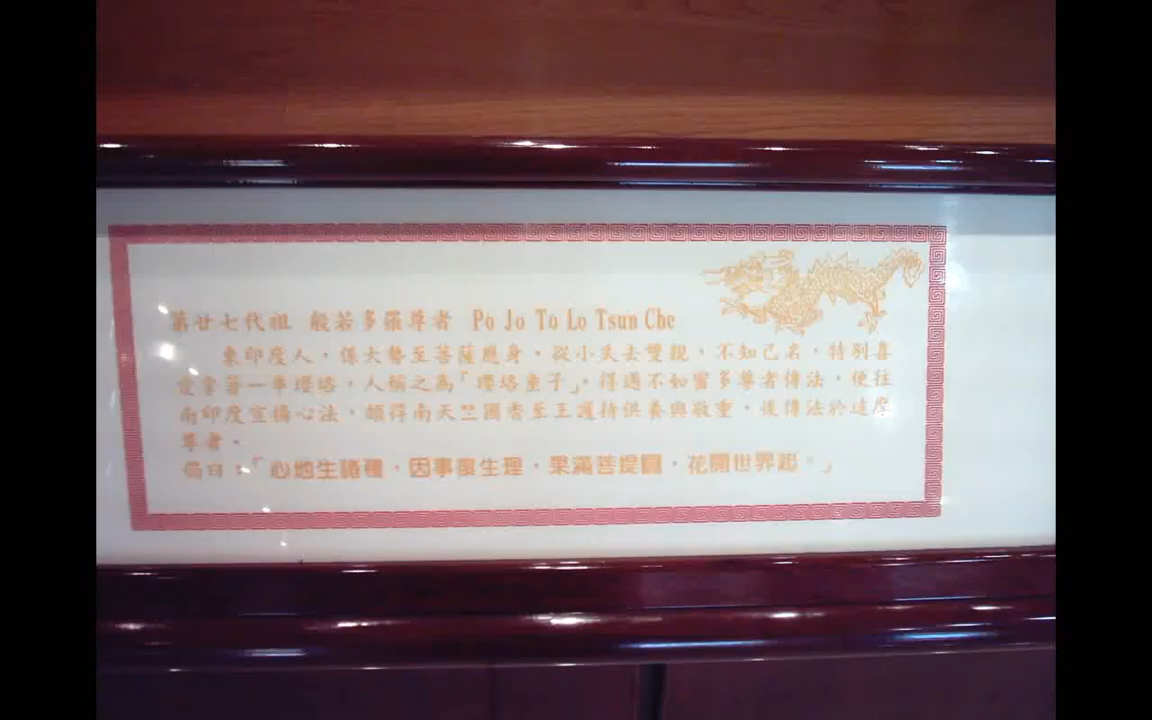 第廿七代祖 般若多羅尊者 Po Jo To Lo Tsun Che
東印度人，係大勢至菩薩應身。從小失去雙親，不知己名，特別喜
愛拿著一串瓔珞，人稱之為「瓔珞童子」。得遇不如蜜多尊者傳法，便往
南印度宣揚心法，頗得南天竺國香至王護持供養與敬重。後傳法於達摩
尊者。
偈曰：「心地生諸種，因事復生理，果滿菩提圓，花開世界起。」